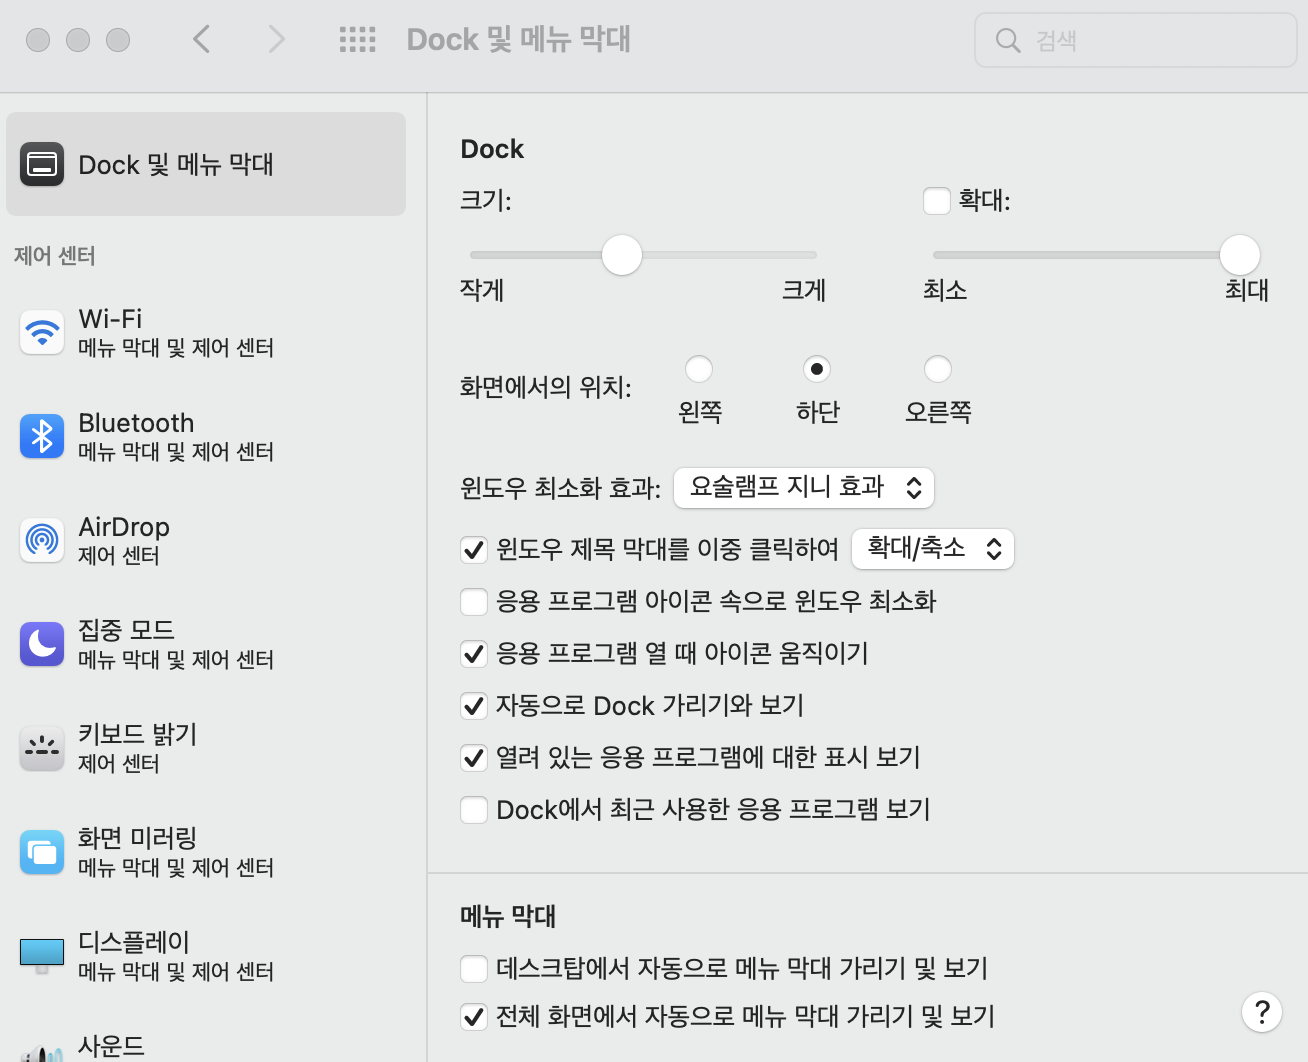 Dock 및 메뉴 막대
검색
Dock 및 메뉴 막대
제어 센터
Wi-Fi
메뉴 막대 및 제어 센터
Bluetooth
메뉴 막대 및 제어 센터
AirDrop
제어 센터
집중 모드
메뉴 막대 및 제어 센터
키보드 밝기
제어 센터
화면 미러링
메뉴 막대 및 제어 센터
디스플레이
메뉴 막대 및 제어 센터
사운드
Dock
크기:
확대:
작게 크게
최소 최대
화면에서의 위치:
왼쪽 하단 오른쪽
윈도우 최소화 효과: 요술램프 지니 효과
윈도우 제목 막대를 이중 클릭하여 확대/축소
응용 프로그램 아이콘 속으로 윈도우 최소화
응용 프로그램 열 때 아이콘 움직이기
자동으로 Dock 가리기와 보기
열려 있는 응용 프로그램에 대한 표시 보기
Dock에서 최근 사용한 응용 프로그램 보기
메뉴 막대
데스크탑에서 자동으로 메뉴 막대 가리기 및 보기
전체 화면에서 자동으로 메뉴 막대 가리기 및 보기
?